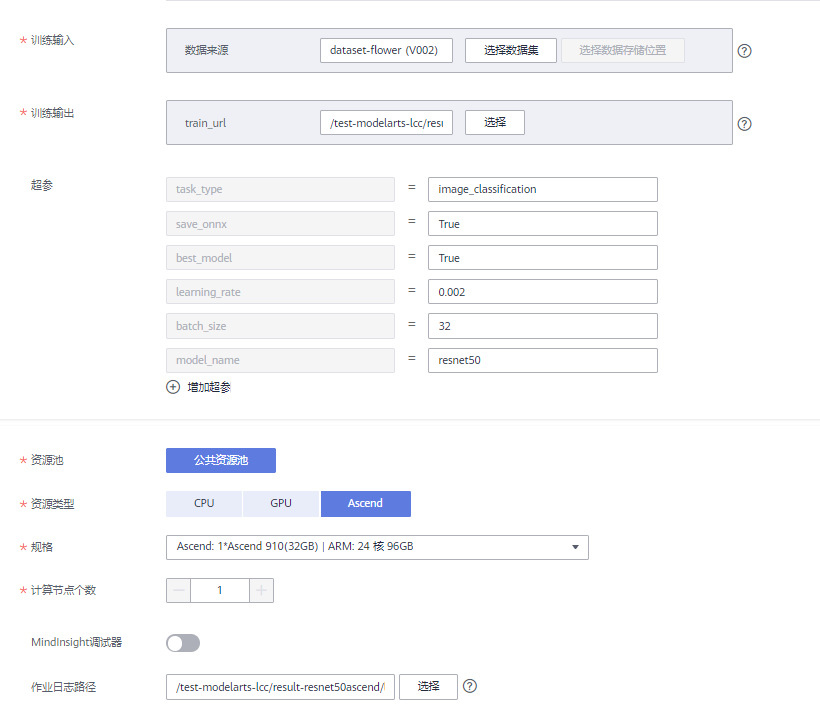 * 训练输入
数据来源 dataset-flower (V002) 选择数据集 选择数据存储位置 ?
* 训练输出
train_url /test-modelarts-lcc/resu 选择 ?
超参
task_type = image_classification
save_onnx = True
best_model = True
learning_rate = 0.002
batch_size = 32
model_name = resnet50
增加超参
* 资源池 公共资源池
* 资源类型 CPU GPU Ascend
* 规格 Ascend: 1*Ascend 910(32GB) | ARM: 24 核 96GB
* 计算节点个数 − 1 +
MindInsight调试器
作业日志路径 /test-modelarts-lcc/result-resnet50ascend/ 选择 ?